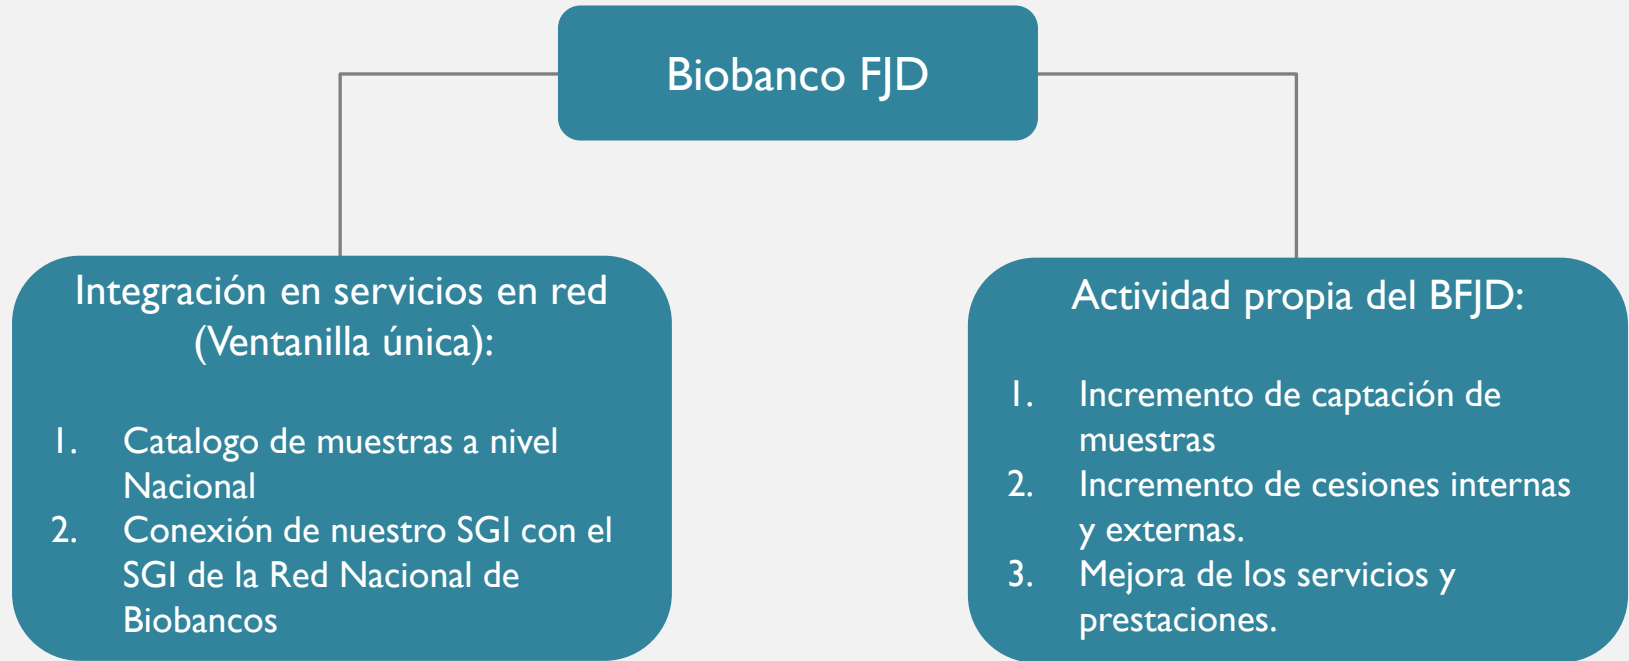 Biobanco FJD
Integración en servicios en red
(Ventanilla única):
1. Catalogo de muestras a nivel
Nacional
2. Conexión de nuestro SGI con el
SGI de la Red Nacional de
Biobancos
Actividad propia del BFJD:
1. Incremento de captación de
muestras
2. Incremento de cesiones internas
y externas.
3. Mejora de los servicios y
prestaciones.